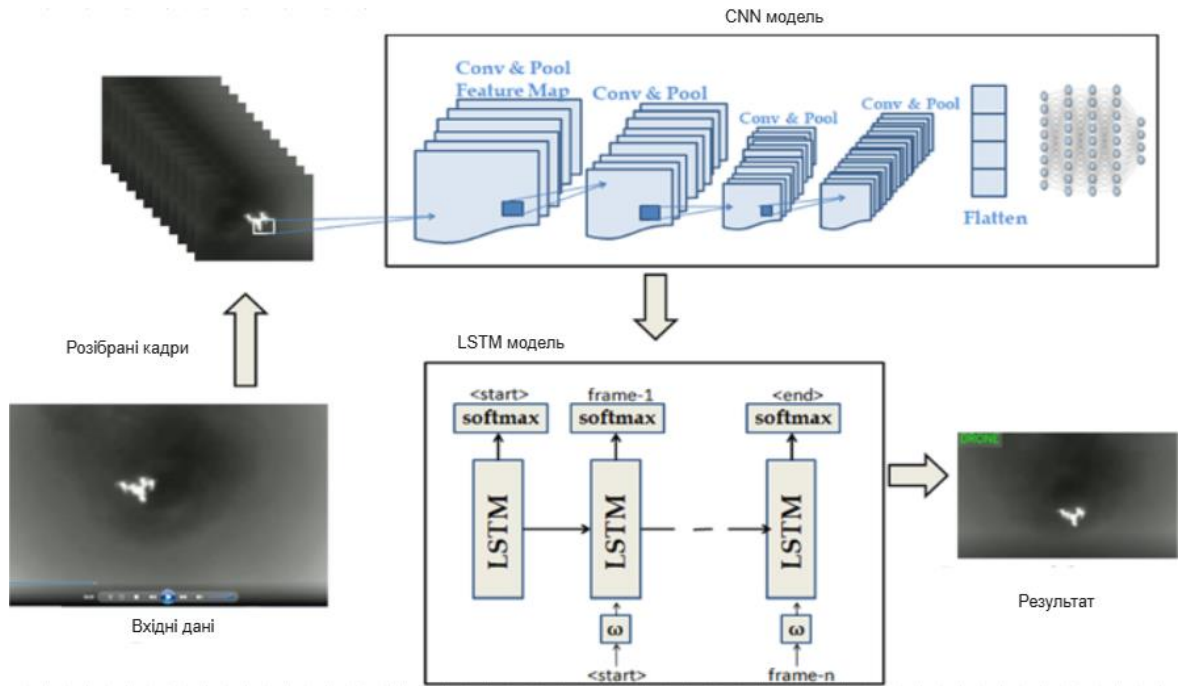 CNN модель
Conv & Pool
Feature Map
Conv & Pool
Conv & Pool
Conv & Pool
Flatten
Розібрані кадри
LSTM модель
<start>
frame-1
<end>
softmax
softmax
softmax
LSTM
LSTM
LSTM
ω
ω
<start>
frame-n
DRONE
Вхідні дані
Результат